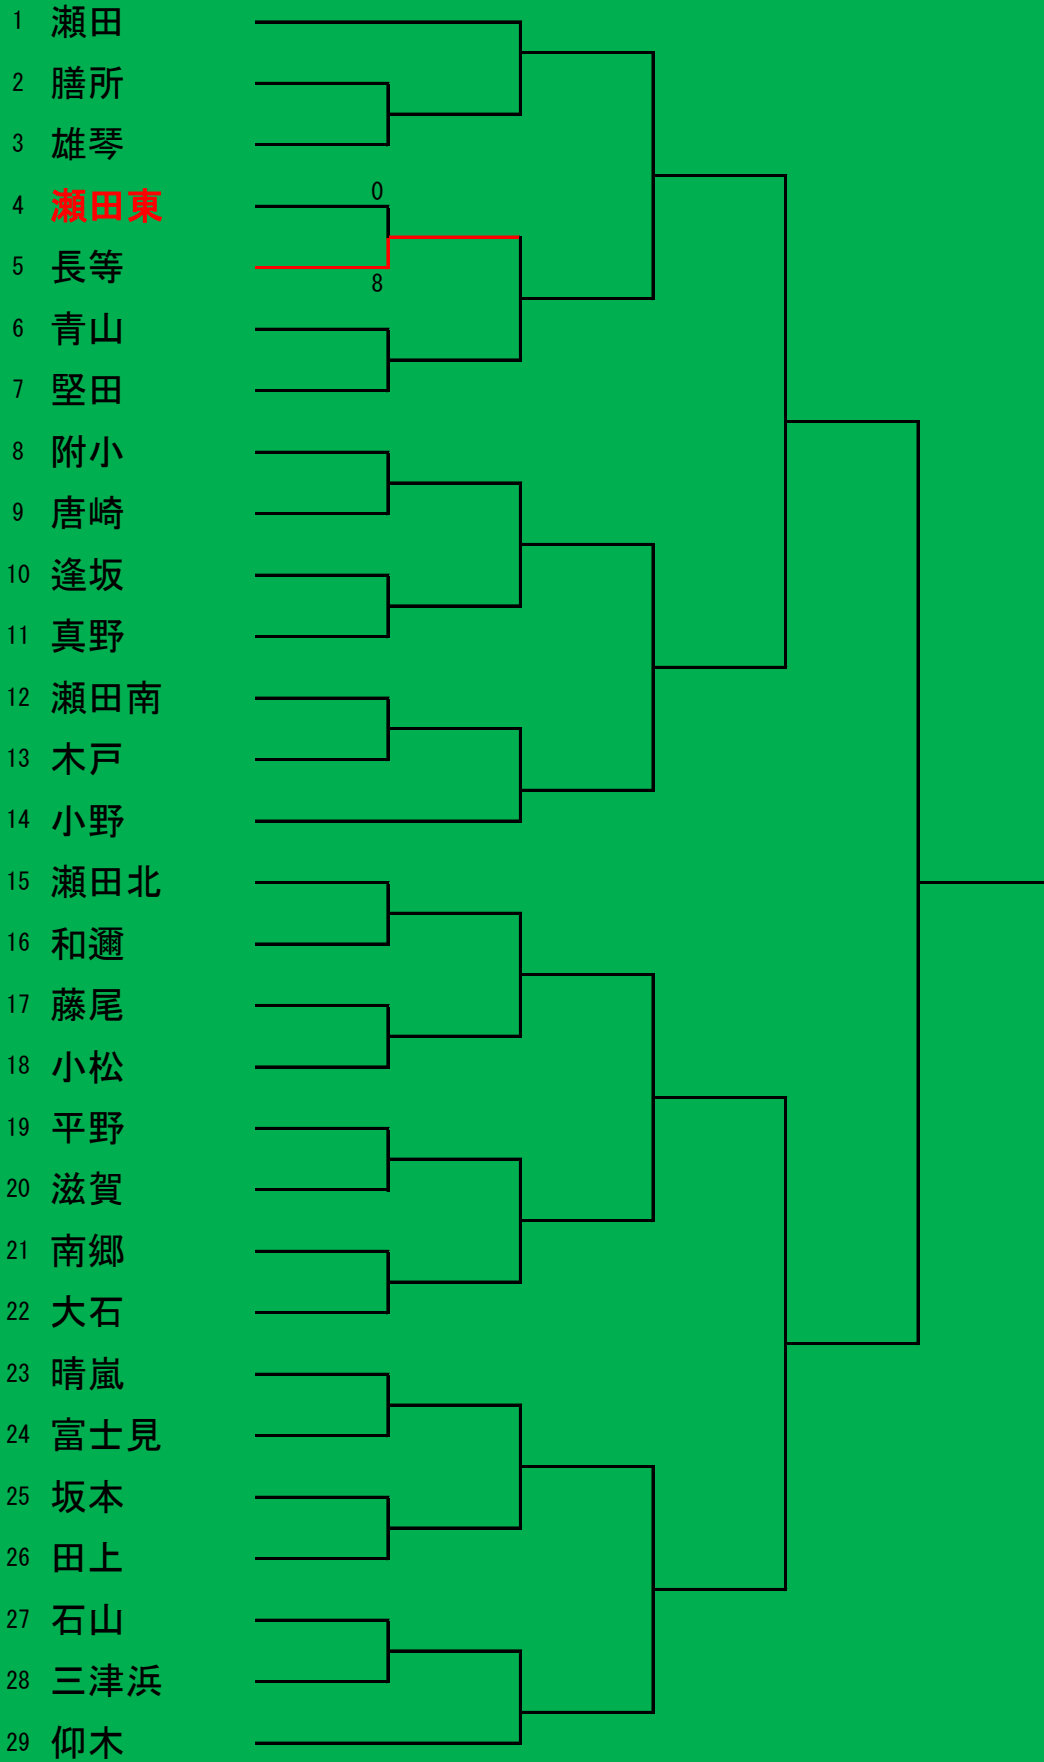 1 瀬田
2 膳所
3 雄琴
4 瀬田東
0
5 長等
8
6 青山
7 堅田
8 附小
9 唐崎
10 逢坂
11 真野
12 瀬田南
13 木戸
14 小野
15 瀬田北
16 和邇
17 藤尾
18 小松
19 平野
20 滋賀
21 南郷
22 大石
23 晴嵐
24 富士見
25 坂本
26 田上
27 石山
28 三津浜
29 仰木